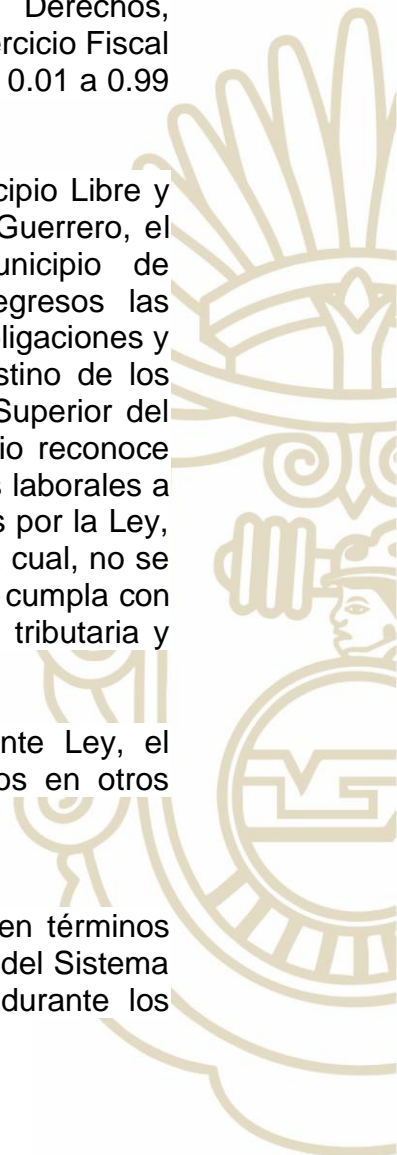 Derechos,
ercicio Fiscal
0.01 a 0.99
cipio Libre y
Guerrero, el
unicipio de
egresos las
bligaciones y
stino de los
Superior del
io reconoce
s laborales a
s por la Ley,
cual, no se
cumpla con
tributaria y
nte Ley, el
os en otros
en términos
del Sistema
durante los